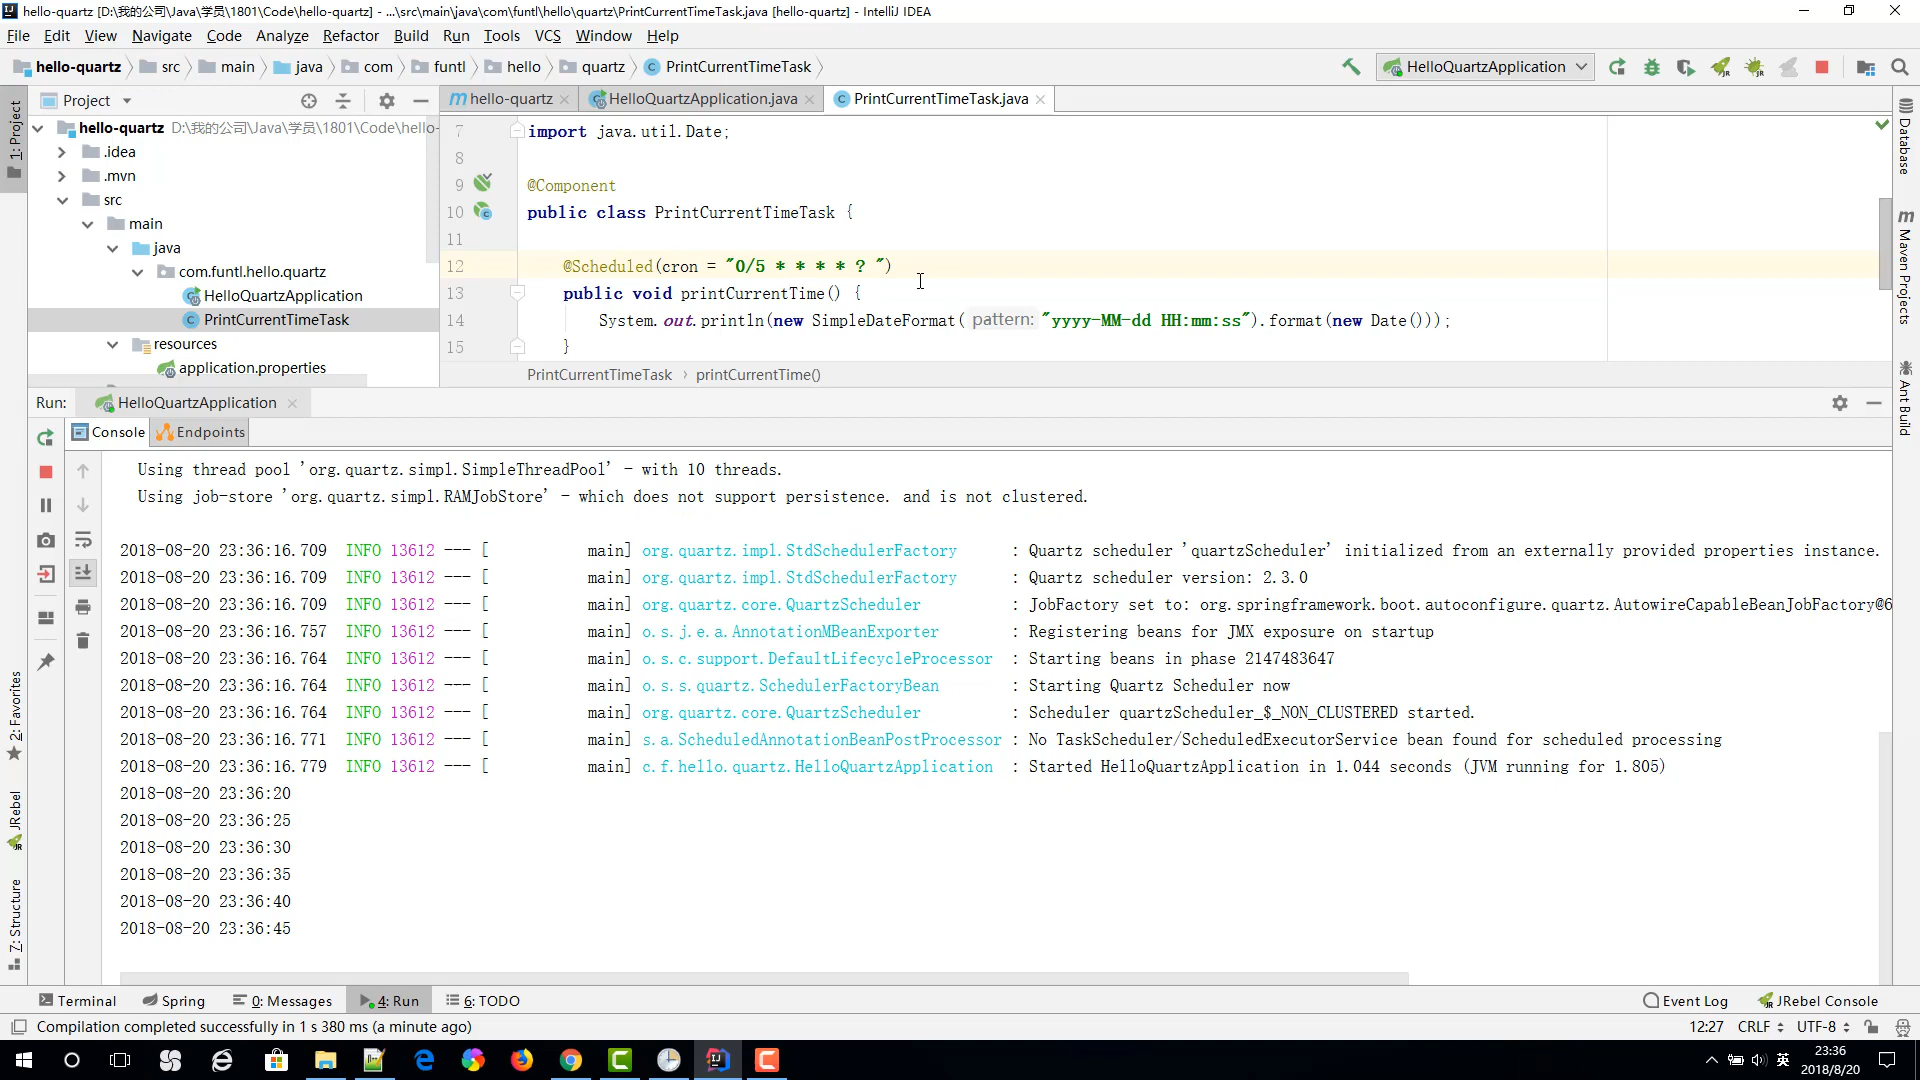 hello-quartz [D:\我的公司\Java\学员\1801\Code\hello-quartz] - ...\src\main\java\com\funtl\hello\quartz\PrintCurrentTimeTask.java [hello-quartz] - IntelliJ IDEA
File Edit View Navigate Code Analyze Refactor Build Run Tools VCS Window Help
hello-quartz src main java com funtl hello quartz PrintCurrentTimeTask HelloQuartzApplication
Project hello-quartz HelloQuartzApplication.java PrintCurrentTimeTask.java
1: Project
hello-quartz D:\我的公司\Java\学员\1801\Code\hello-
.idea
.mvn
src
main
java
com.funtl.hello.quartz
HelloQuartzApplication
PrintCurrentTimeTask
resources
application.properties
7 import java.util.Date;
8
9 @Component
10 public class PrintCurrentTimeTask {
11
12 @Scheduled(cron = "0/5 * * * * ? ")
13 public void printCurrentTime() {
14 System.out.println(new SimpleDateFormat( pattern: "yyyy-MM-dd HH:mm:ss").format(new Date()));
15 }
PrintCurrentTimeTask › printCurrentTime()
Database
Maven Projects
Ant Build
Run: HelloQuartzApplication
Console Endpoints
Using thread pool 'org.quartz.simpl.SimpleThreadPool' - with 10 threads.
Using job-store 'org.quartz.simpl.RAMJobStore' - which does not support persistence. and is not clustered.
2018-08-20 23:36:16.709 INFO 13612 --- [ main] org.quartz.impl.StdSchedulerFactory : Quartz scheduler 'quartzScheduler' initialized from an externally provided properties instance.
2018-08-20 23:36:16.709 INFO 13612 --- [ main] org.quartz.impl.StdSchedulerFactory : Quartz scheduler version: 2.3.0
2018-08-20 23:36:16.709 INFO 13612 --- [ main] org.quartz.core.QuartzScheduler : JobFactory set to: org.springframework.boot.autoconfigure.quartz.AutowireCapableBeanJobFactory@6
2018-08-20 23:36:16.757 INFO 13612 --- [ main] o.s.j.e.a.AnnotationMBeanExporter : Registering beans for JMX exposure on startup
2018-08-20 23:36:16.764 INFO 13612 --- [ main] o.s.c.support.DefaultLifecycleProcessor : Starting beans in phase 2147483647
2018-08-20 23:36:16.764 INFO 13612 --- [ main] o.s.s.quartz.SchedulerFactoryBean : Starting Quartz Scheduler now
2018-08-20 23:36:16.764 INFO 13612 --- [ main] org.quartz.core.QuartzScheduler : Scheduler quartzScheduler_$_NON_CLUSTERED started.
2018-08-20 23:36:16.771 INFO 13612 --- [ main] s.a.ScheduledAnnotationBeanPostProcessor : No TaskScheduler/ScheduledExecutorService bean found for scheduled processing
2018-08-20 23:36:16.779 INFO 13612 --- [ main] c.f.hello.quartz.HelloQuartzApplication : Started HelloQuartzApplication in 1.044 seconds (JVM running for 1.805)
2018-08-20 23:36:20
2018-08-20 23:36:25
2018-08-20 23:36:30
2018-08-20 23:36:35
2018-08-20 23:36:40
2018-08-20 23:36:45
2: Favorites
JRebel
7: Structure
Terminal Spring 0: Messages 4: Run 6: TODO Event Log JRebel Console
Compilation completed successfully in 1 s 380 ms (a minute ago) 12:27 CRLF UTF-8
英 23:36
2018/8/20